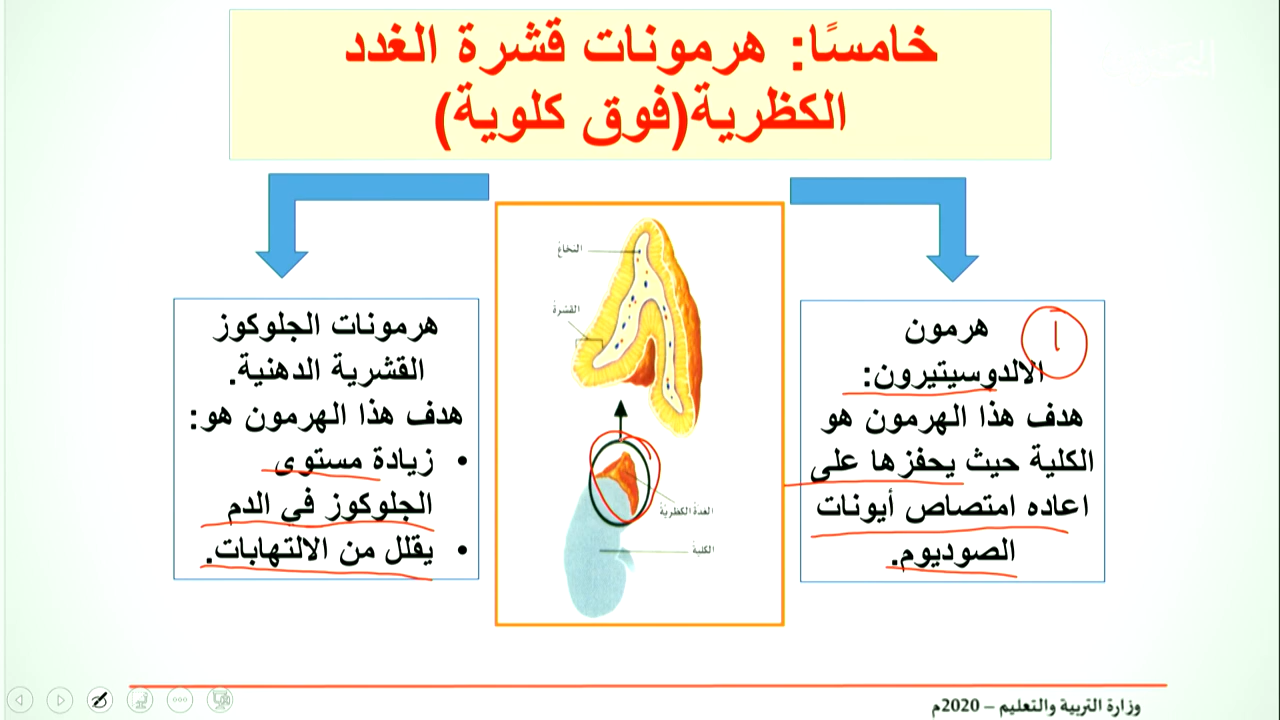 خامسًا: هرمونات قشرة الغدد
الكظرية(فوق كلوية)
1
هرمون
الالدوسيتيرون:
هدف هذا الهرمون هو
الكلية حيث يحفزها على
اعاده امتصاص أيونات
الصوديوم.
النخاع
القشرة
الغدة الكظرية
الكلية
هرمونات الجلوكوز
القشرية الدهنية.
هدف هذا الهرمون هو:
• زيادة مستوى
الجلوكوز في الدم
• يقلل من الالتهابات.
وزارة التربية والتعليم – 2020م